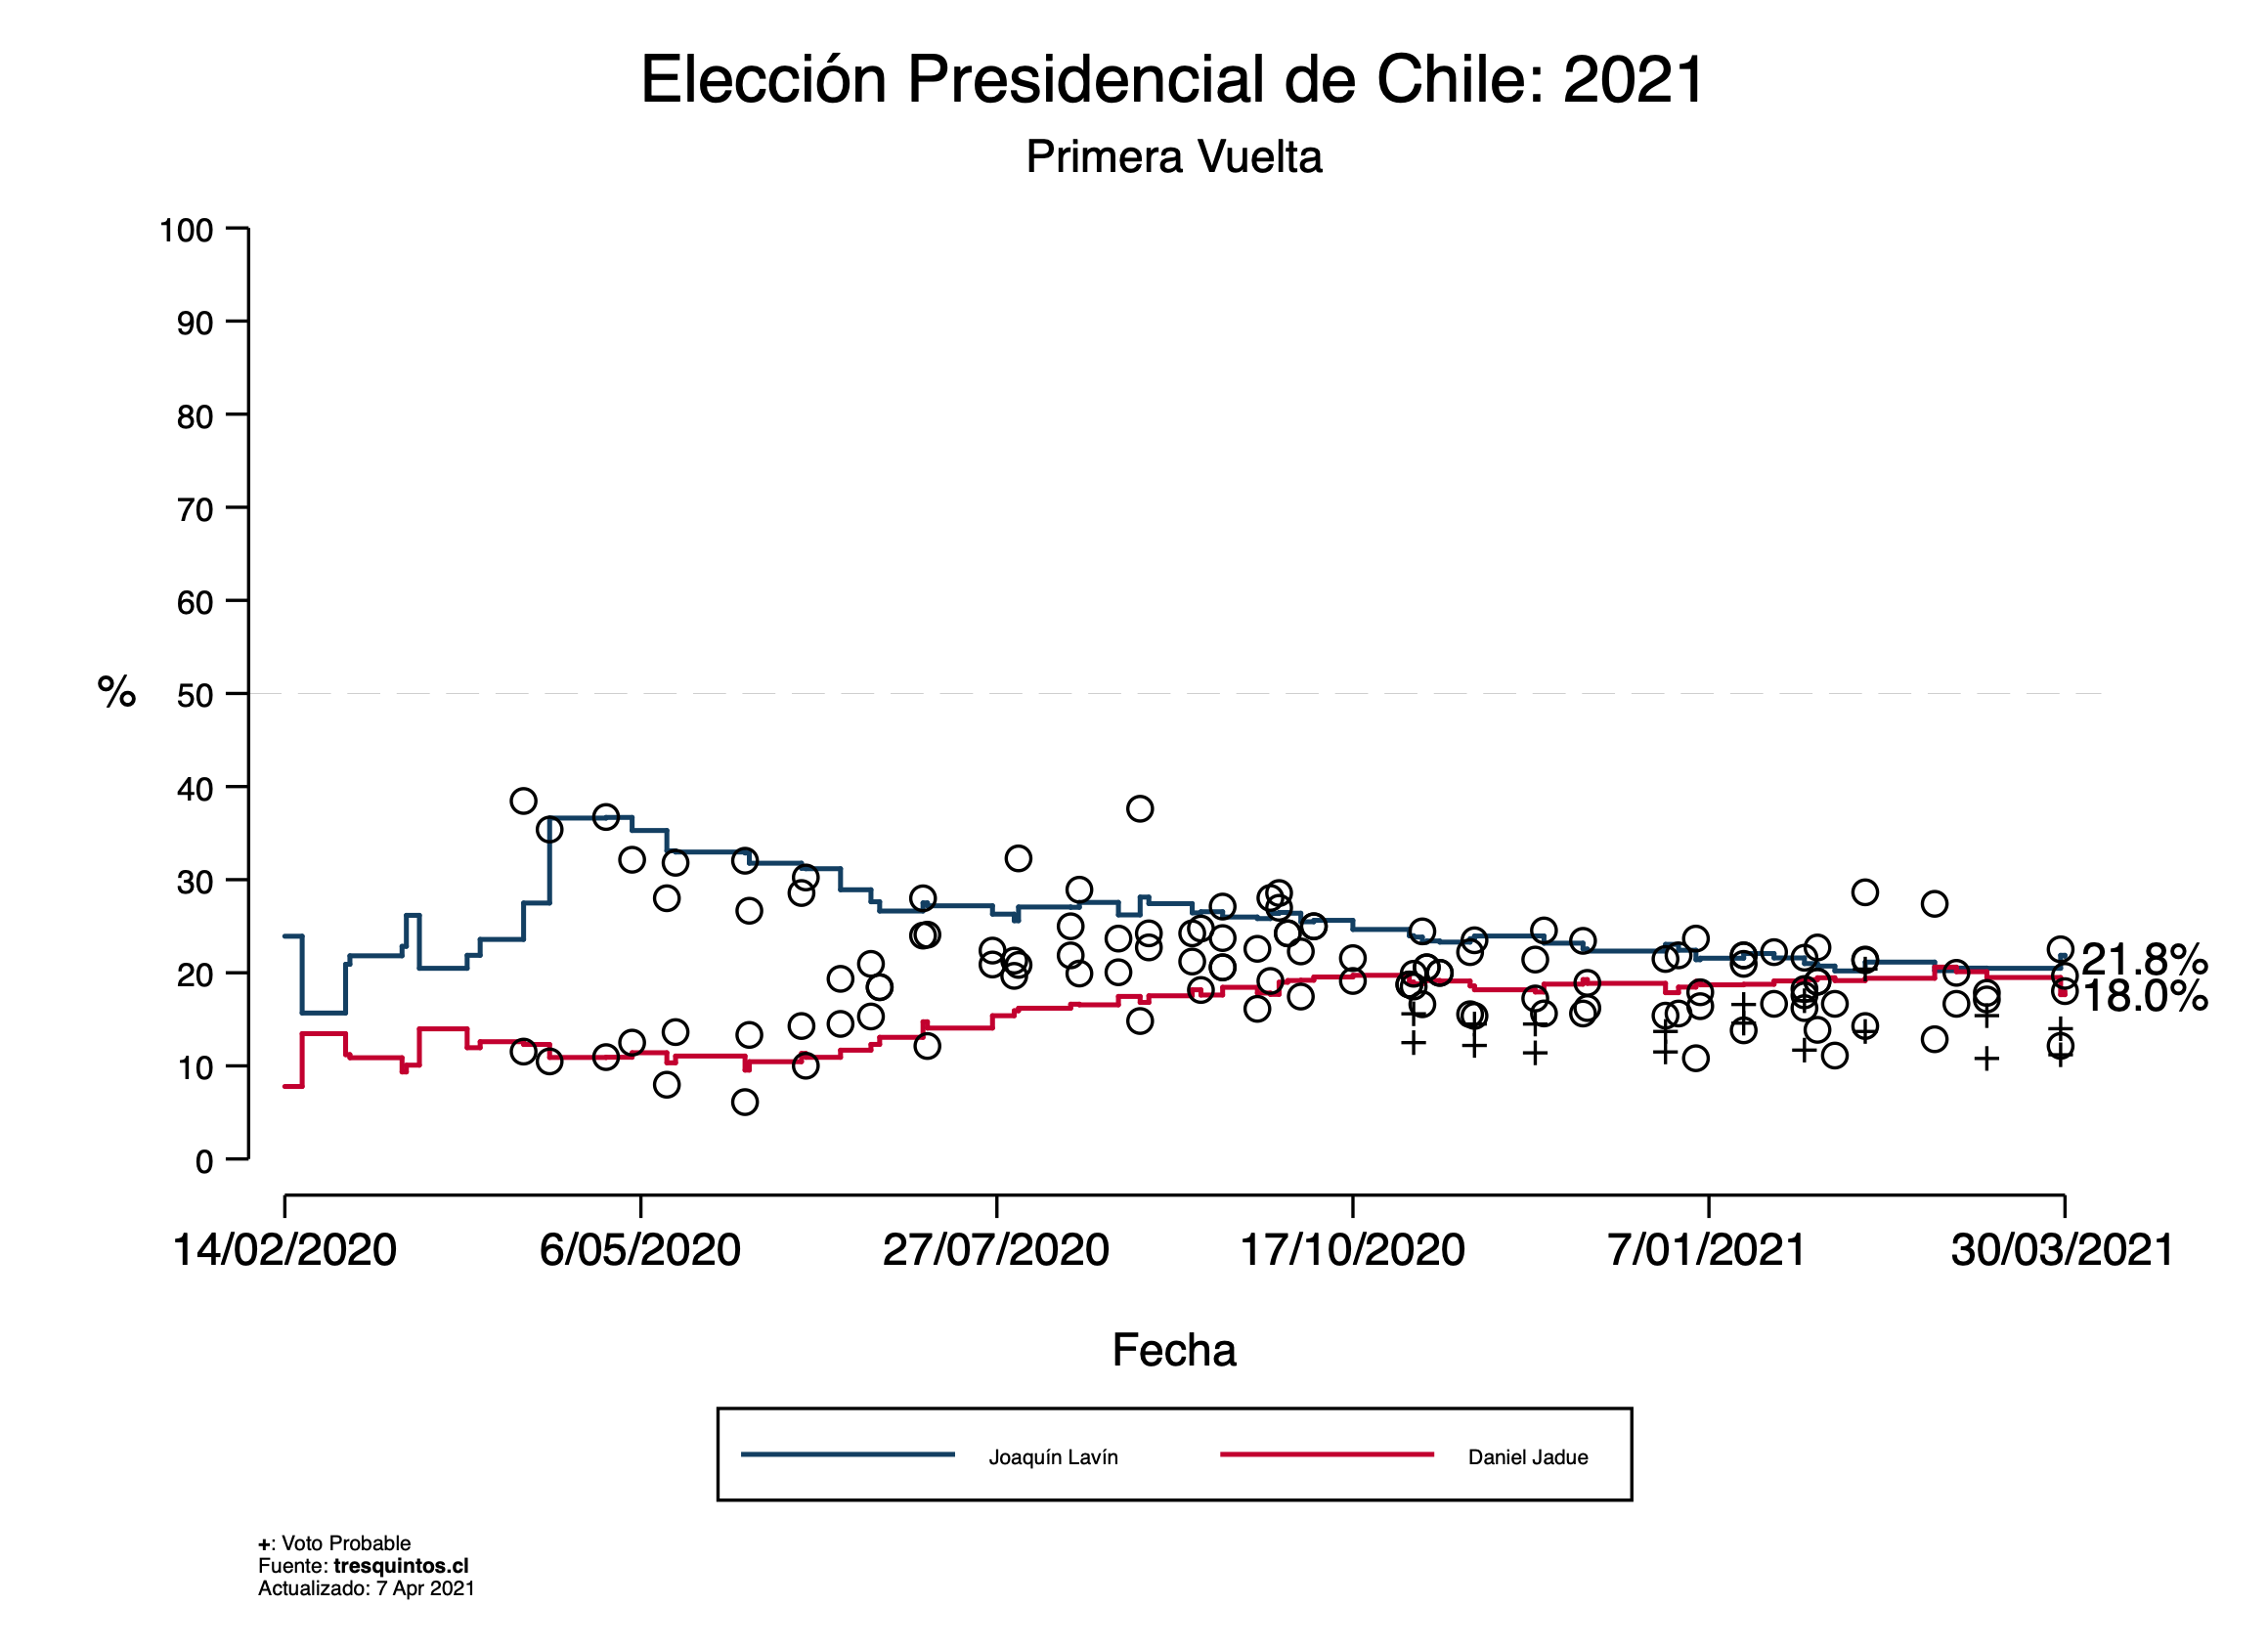 Elección Presidencial de Chile: 2021
Primera Vuelta
100
90
80
70
60
% 50
40
30
20
10
0
21.8%
18.0%
14/02/2020 6/05/2020 27/07/2020 17/10/2020 7/01/2021 30/03/2021
Fecha
Joaquín Lavín Daniel Jadue
+: Voto Probable
Fuente: tresquintos.cl
Actualizado: 7 Apr 2021